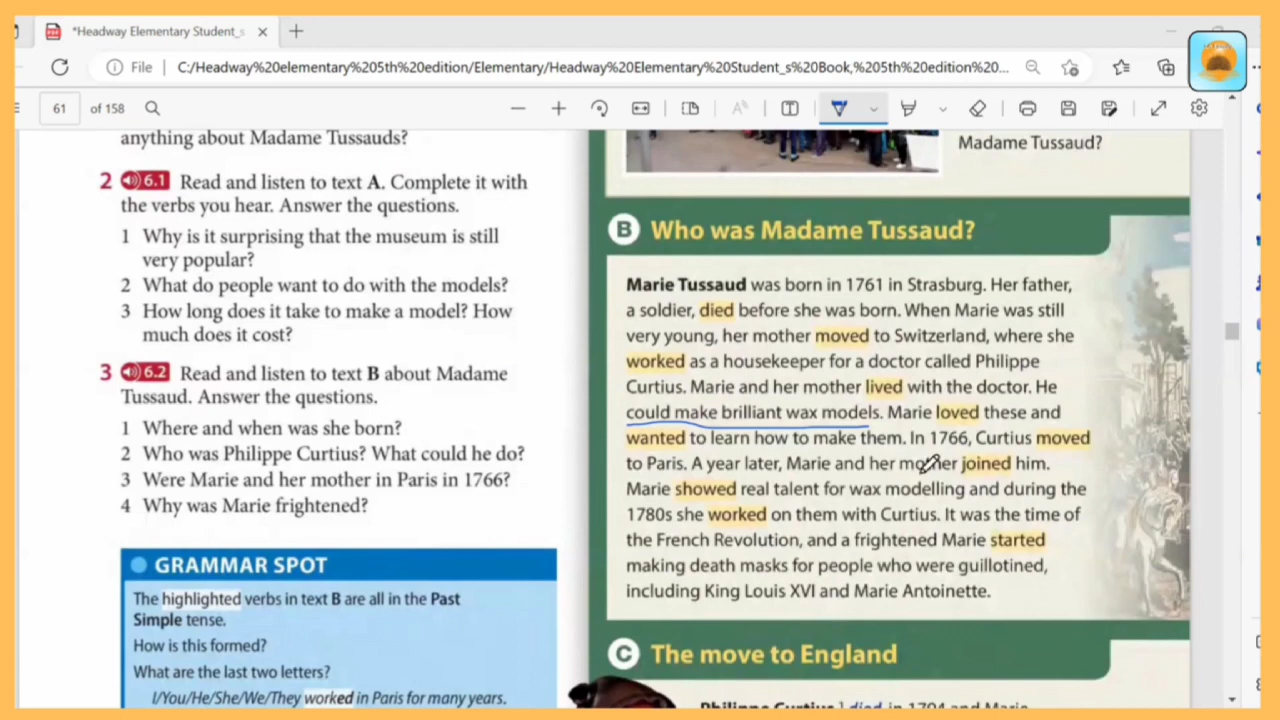 *Headway Elementary Student_s
File
C:/Headway%20elementary%205th%20edition/Elementary/Headway%20Elementary%20Student_s%20Book,%205th%20edition%20...
61 of 158
anything about Madame Tussauds?
2 6.1 Read and listen to text A. Complete it with
the verbs you hear. Answer the questions.
1 Why is it surprising that the museum is still
very popular?
2 What do people want to do with the models?
3 How long does it take to make a model? How
much does it cost?
3 6.2 Read and listen to text B about Madame
Tussaud. Answer the questions.
1 Where and when was she born?
2 Who was Philippe Curtius? What could he do?
3 Were Marie and her mother in Paris in 1766?
4 Why was Marie frightened?
GRAMMAR SPOT
The highlighted verbs in text B are all in the Past
Simple tense.
How is this formed?
What are the last two letters?
I/You/He/She/We/They worked in Paris for many years.
Madame Tussaud?
B Who was Madame Tussaud?
Marie Tussaud was born in 1761 in Strasburg. Her father,
a soldier, died before she was born. When Marie was still
very young, her mother moved to Switzerland, where she
worked as a housekeeper for a doctor called Philippe
Curtius. Marie and her mother lived with the doctor. He
could make brilliant wax models. Marie loved these and
wanted to learn how to make them. In 1766, Curtius moved
to Paris. A year later, Marie and her mother joined him.
Marie showed real talent for wax modelling and during the
1780s she worked on them with Curtius. It was the time of
the French Revolution, and a frightened Marie started
making death masks for people who were guillotined,
including King Louis XVI and Marie Antoinette.
C The move to England
Philippe Curtius 1 died in 1794 and Marie